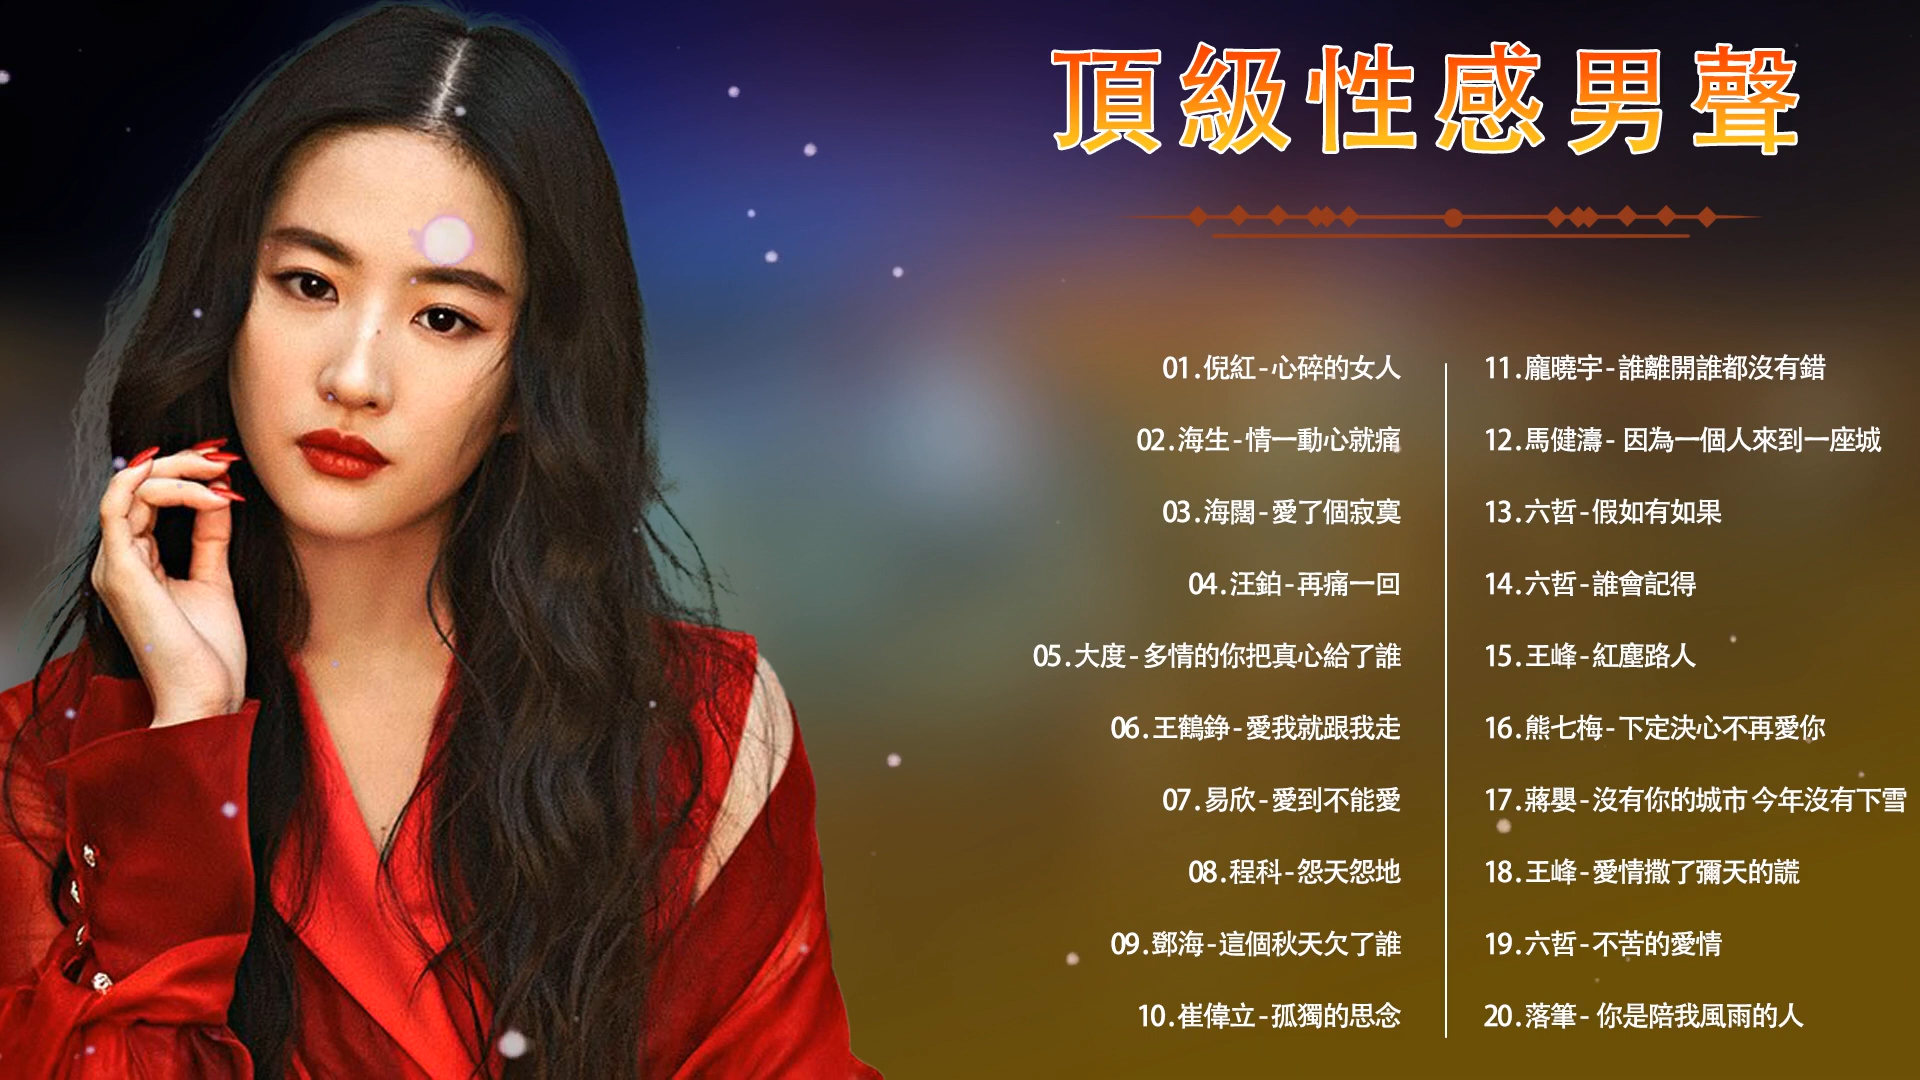 頂級性感男聲
01.倪紅-心碎的女人
02.海生-情一動心就痛
03.海闊-愛了個寂寞
04.汪鉑-再痛一回
05.大度-多情的你把真心給了誰
06.王鶴錚-愛我就跟我走
07.易欣-愛到不能愛
08.程科-怨天怨地
09.鄧海-這個秋天欠了誰
10.崔偉立-孤獨的思念
11.龐曉宇-誰離開誰都沒有錯
12.馬健濤- 因為一個人來到一座城
13.六哲-假如有如果
14.六哲-誰會記得
15.王峰-紅塵路人
16.熊七梅-下定決心不再愛你
17.蔣嬰-沒有你的城市 今年沒有下雪
18.王峰-愛情撒了彌天的謊
19.六哲-不苦的愛情
20.落筆- 你是陪我風雨的人